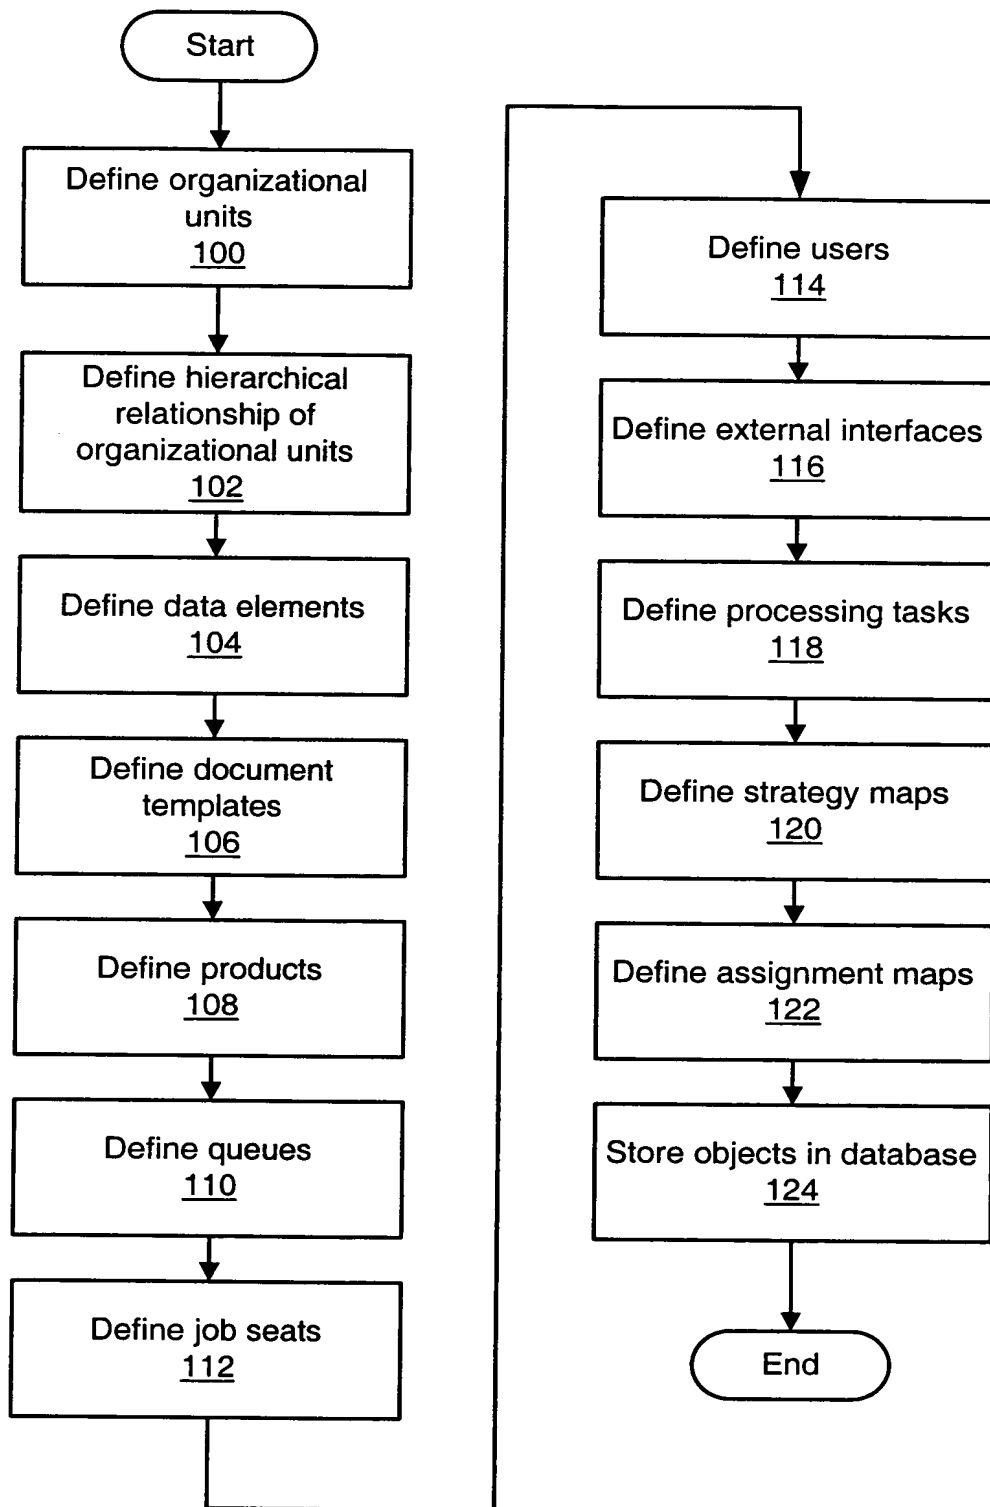 Start
Define organizational
units
100
Define hierarchical
relationship of
organizational units
102
Define data elements
104
Define document
templates
106
Define products
108
Define queues
110
Define job seats
112
Define users
114
Define external interfaces
116
Define processing tasks
118
Define strategy maps
120
Define assignment maps
122
Store objects in database
124
End